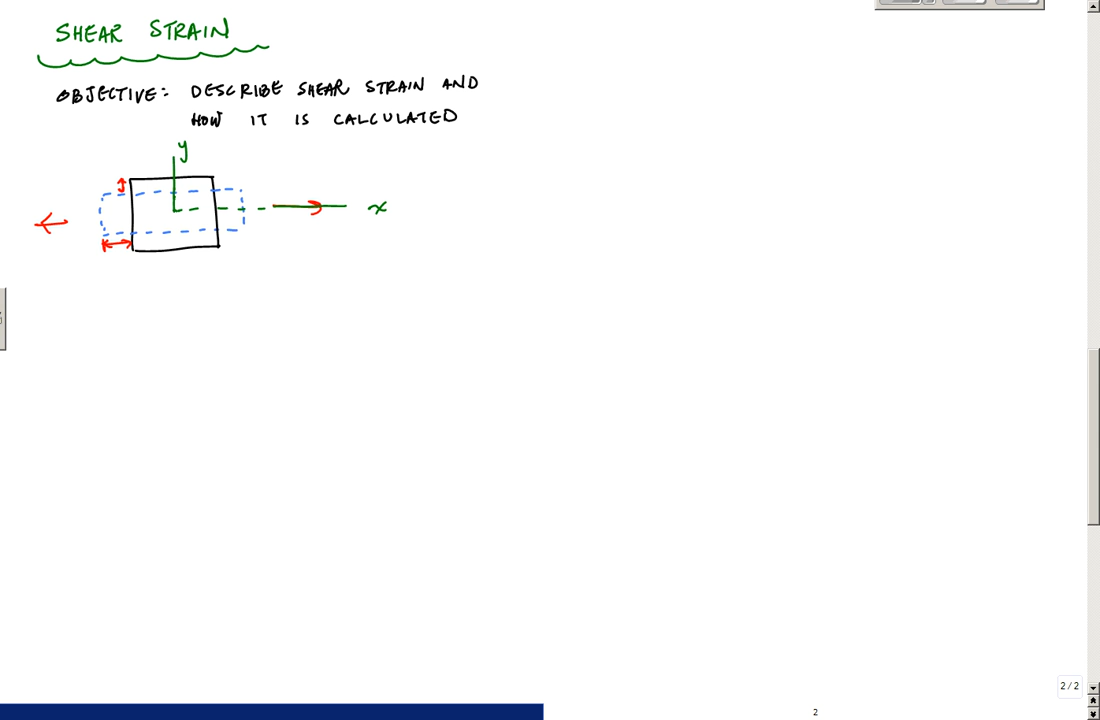 SHEAR STRAIN
OBJECTIVE: DESCRIBE SHEAR STRAIN AND
HOW IT IS CALCULATED
y
x
2 / 2
2